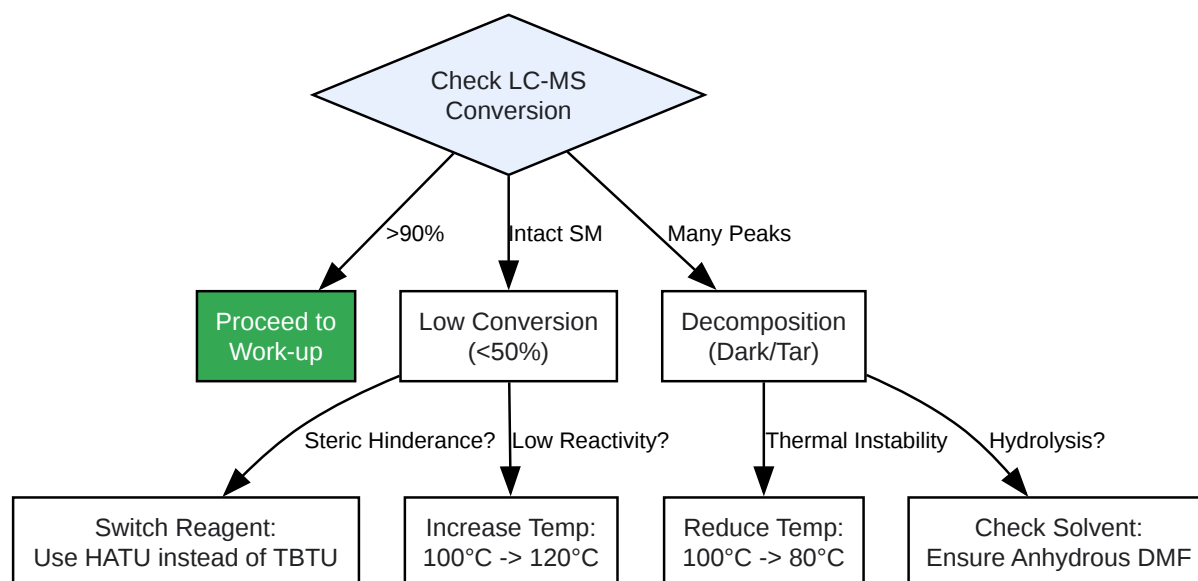 Check LC-MS
Conversion
>90%
Intact SM
Many Peaks
Proceed to
Work-up
Low Conversion
(<50%)
Decomposition
(Dark/Tar)
Steric Hinderance?
Low Reactivity?
Thermal Instability
Hydrolysis?
Switch Reagent:
Use HATU instead of TBTU
Increase Temp:
100°C -> 120°C
Reduce Temp:
100°C -> 80°C
Check Solvent:
Ensure Anhydrous DMF